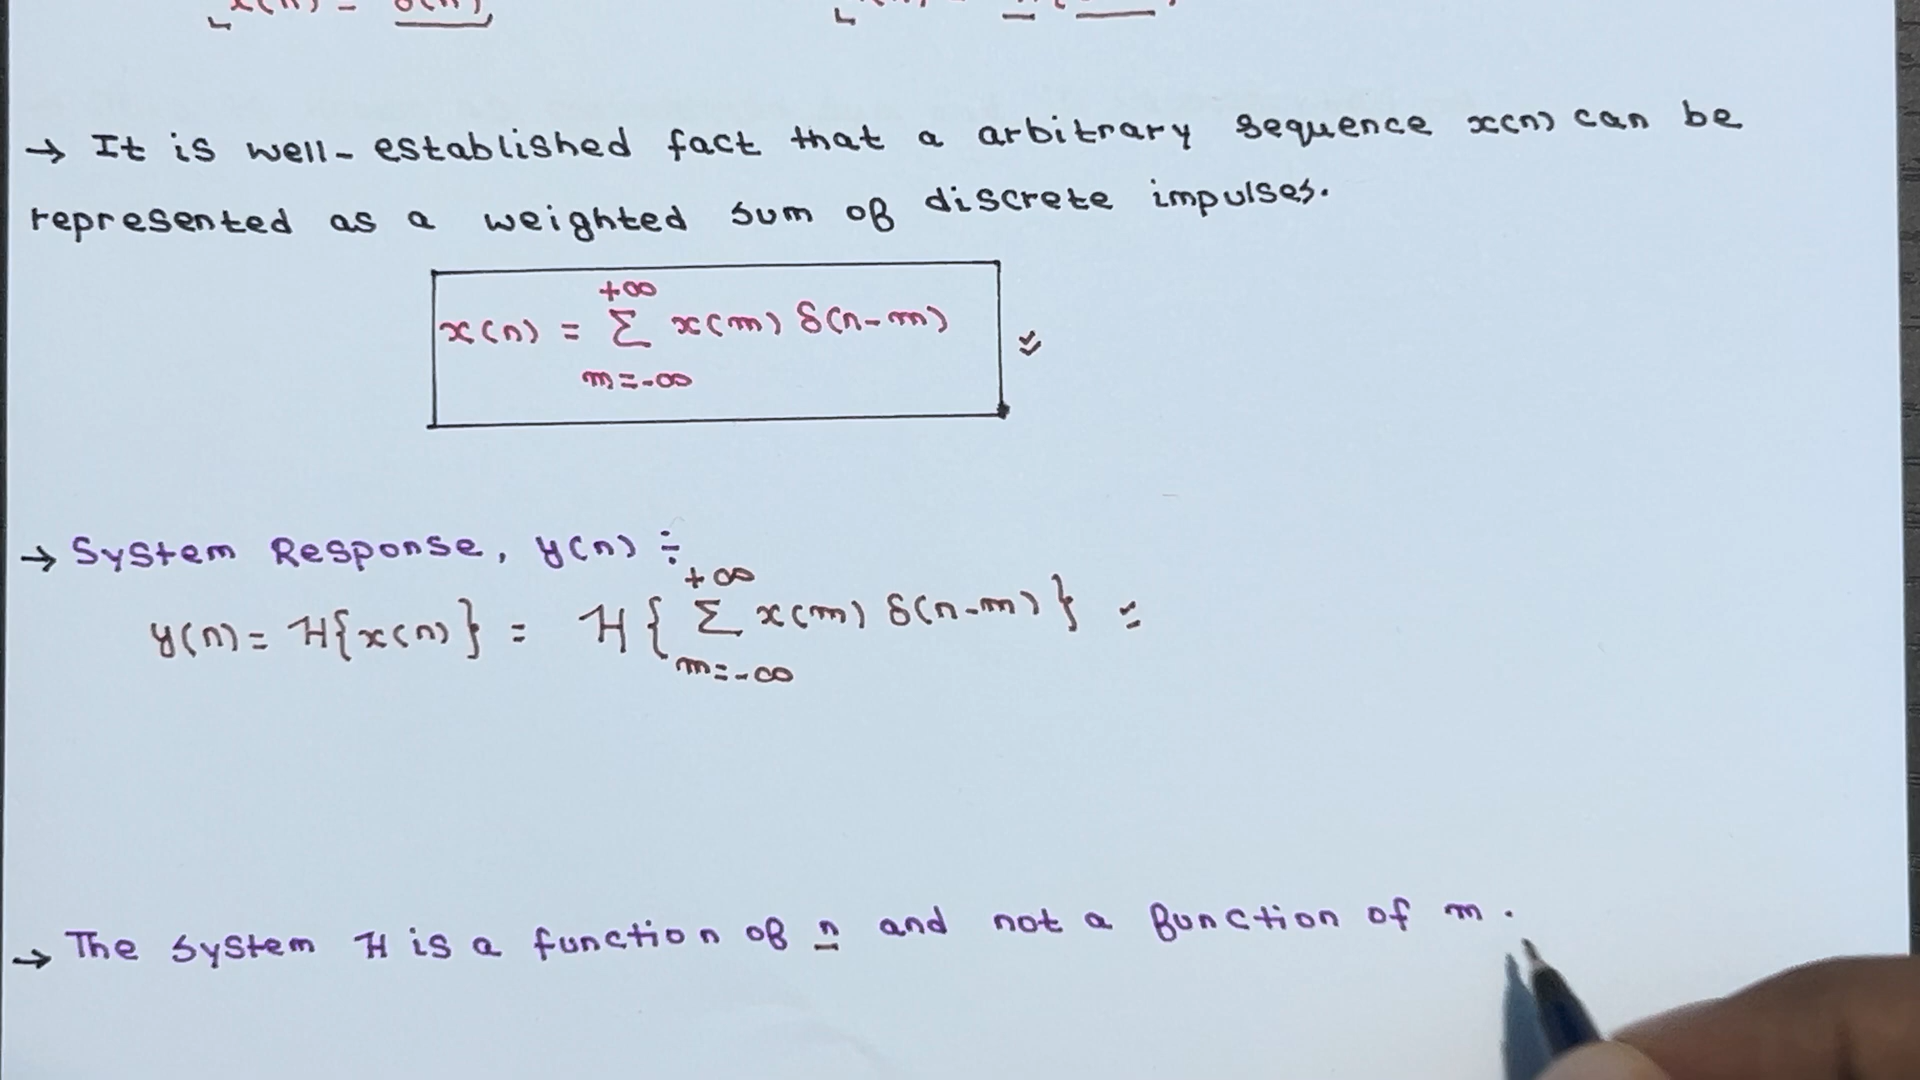 x(n) = δ(n)
→ It is well-established fact that a arbitrary sequence x(n) can be
represented as a weighted sum of discrete impulses.
+∞
x(n) = Σ x(m) δ(n-m)
m=-∞
→ System Response, y(n) ÷
+∞
y(n) = H{x(n)} = H{ Σ x(m) δ(n-m)} =
m=-∞
→ The system H is a function of n and not a function of m.